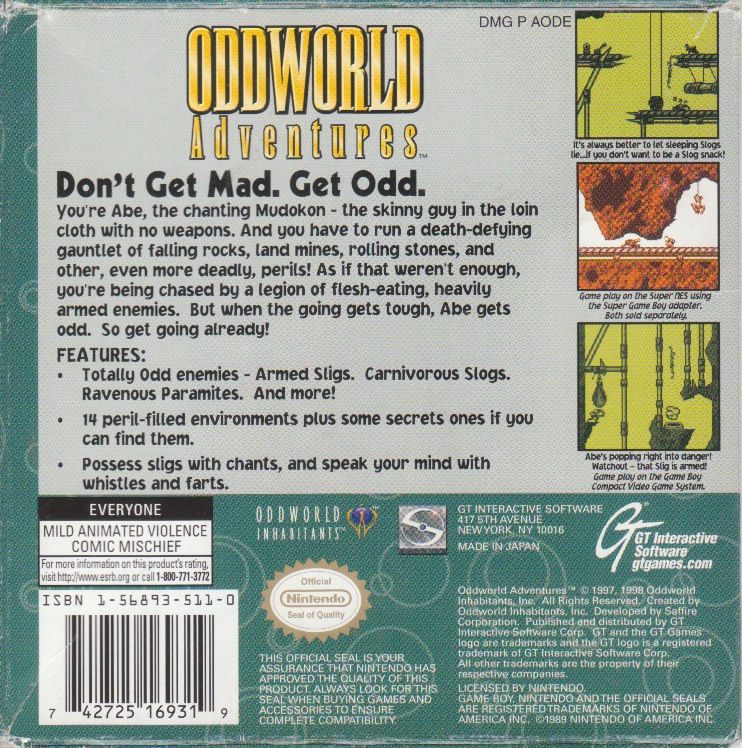 DMG P AODE
ODDWORLD
Adventures™
Don't Get Mad. Get Odd.
You're Abe, the chanting Mudokon - the skinny guy in the loin
cloth with no weapons. And you have to run a death-defying
gauntlet of falling rocks, land mines, rolling stones, and
other, even more deadly, perils! As if that weren't enough,
you're being chased by a legion of flesh-eating, heavily
armed enemies. But when the going gets tough, Abe gets
odd. So get going already!
FEATURES:
• Totally Odd enemies - Armed Sligs. Carnivorous Slogs.
Ravenous Paramites. And more!
• 14 peril-filled environments plus some secrets ones if you
can find them.
• Possess sligs with chants, and speak your mind with
whistles and farts.
It's always better to let sleeping Slogs
lie...if you don't want to be a Slog snack!
Game play on the Super NES using
the Super Game Boy adapter.
Both sold separately.
Abe's popping right into danger!
Watchout - that Slig is armed!
Game play on the Game Boy
Compact Video Game System.
EVERYONE
MILD ANIMATED VIOLENCE
COMIC MISCHIEF
For more information on this product's rating,
visit http://www.esrb.org or call 1-800-771-3772
ISBN 1-56893-511-0
7 42725 16931 9
ODDWORLD
INHABITANTS™
Official
Nintendo
Seal of Quality
THIS OFFICIAL SEAL IS YOUR
ASSURANCE THAT NINTENDO HAS
APPROVED THE QUALITY OF THIS
PRODUCT. ALWAYS LOOK FOR THIS
SEAL WHEN BUYING GAMES AND
ACCESSORIES TO ENSURE
COMPLETE COMPATIBILITY.
GT INTERACTIVE SOFTWARE
417 5TH AVENUE
NEW YORK, NY 10016
MADE IN JAPAN
GT Interactive
Software
gtgames.com
Oddworld Adventures™ © 1997, 1998 Oddworld
Inhabitants, Inc. All Rights Reserved. Created by
Oddworld Inhabitants, Inc. Developed by Saffire
Corporation. Published and distributed by GT
Interactive Software Corp. GT and the GT Games
logo are trademarks and the GT logo is a registered
trademark of GT Interactive Software Corp.
All other trademarks are the property of their
respective companies.
LICENSED BY NINTENDO.
GAME BOY, NINTENDO AND THE OFFICIAL SEALS
ARE REGISTERED TRADEMARKS OF NINTENDO OF
AMERICA INC. ©1989 NINTENDO OF AMERICA INC.